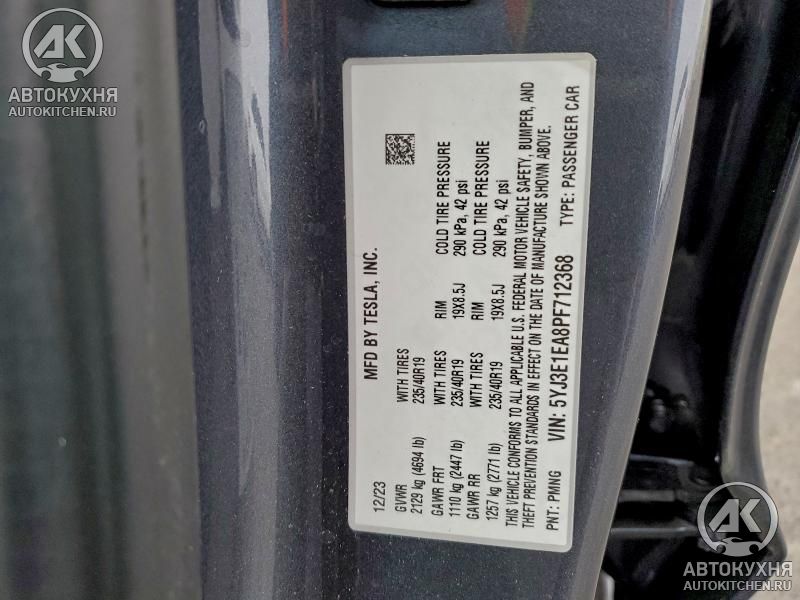 АК
АВТОКУХНЯ
AUTOKITCHEN.RU
MFD BY TESLA, INC.
12/23
GVWR WITH TIRES RIM COLD TIRE PRESSURE
2129 kg (4694 lb) 235/40R19 19X8.5J 290 kPa, 42 psi
GAWR FRT WITH TIRES RIM COLD TIRE PRESSURE
1110 kg (2447 lb) 235/40R19 19X8.5J 290 kPa, 42 psi
GAWR RR WITH TIRES
1257 kg (2771 lb) 235/40R19
THIS VEHICLE CONFORMS TO ALL APPLICABLE U.S. FEDERAL MOTOR VEHICLE SAFETY, BUMPER, AND
THEFT PREVENTION STANDARDS IN EFFECT ON THE DATE OF MANUFACTURE SHOWN ABOVE.
PNT: PMNG VIN: 5YJ3E1EA8PF712368 TYPE: PASSENGER CAR
АК
АВТОКУХНЯ
AUTOKITCHEN.RU